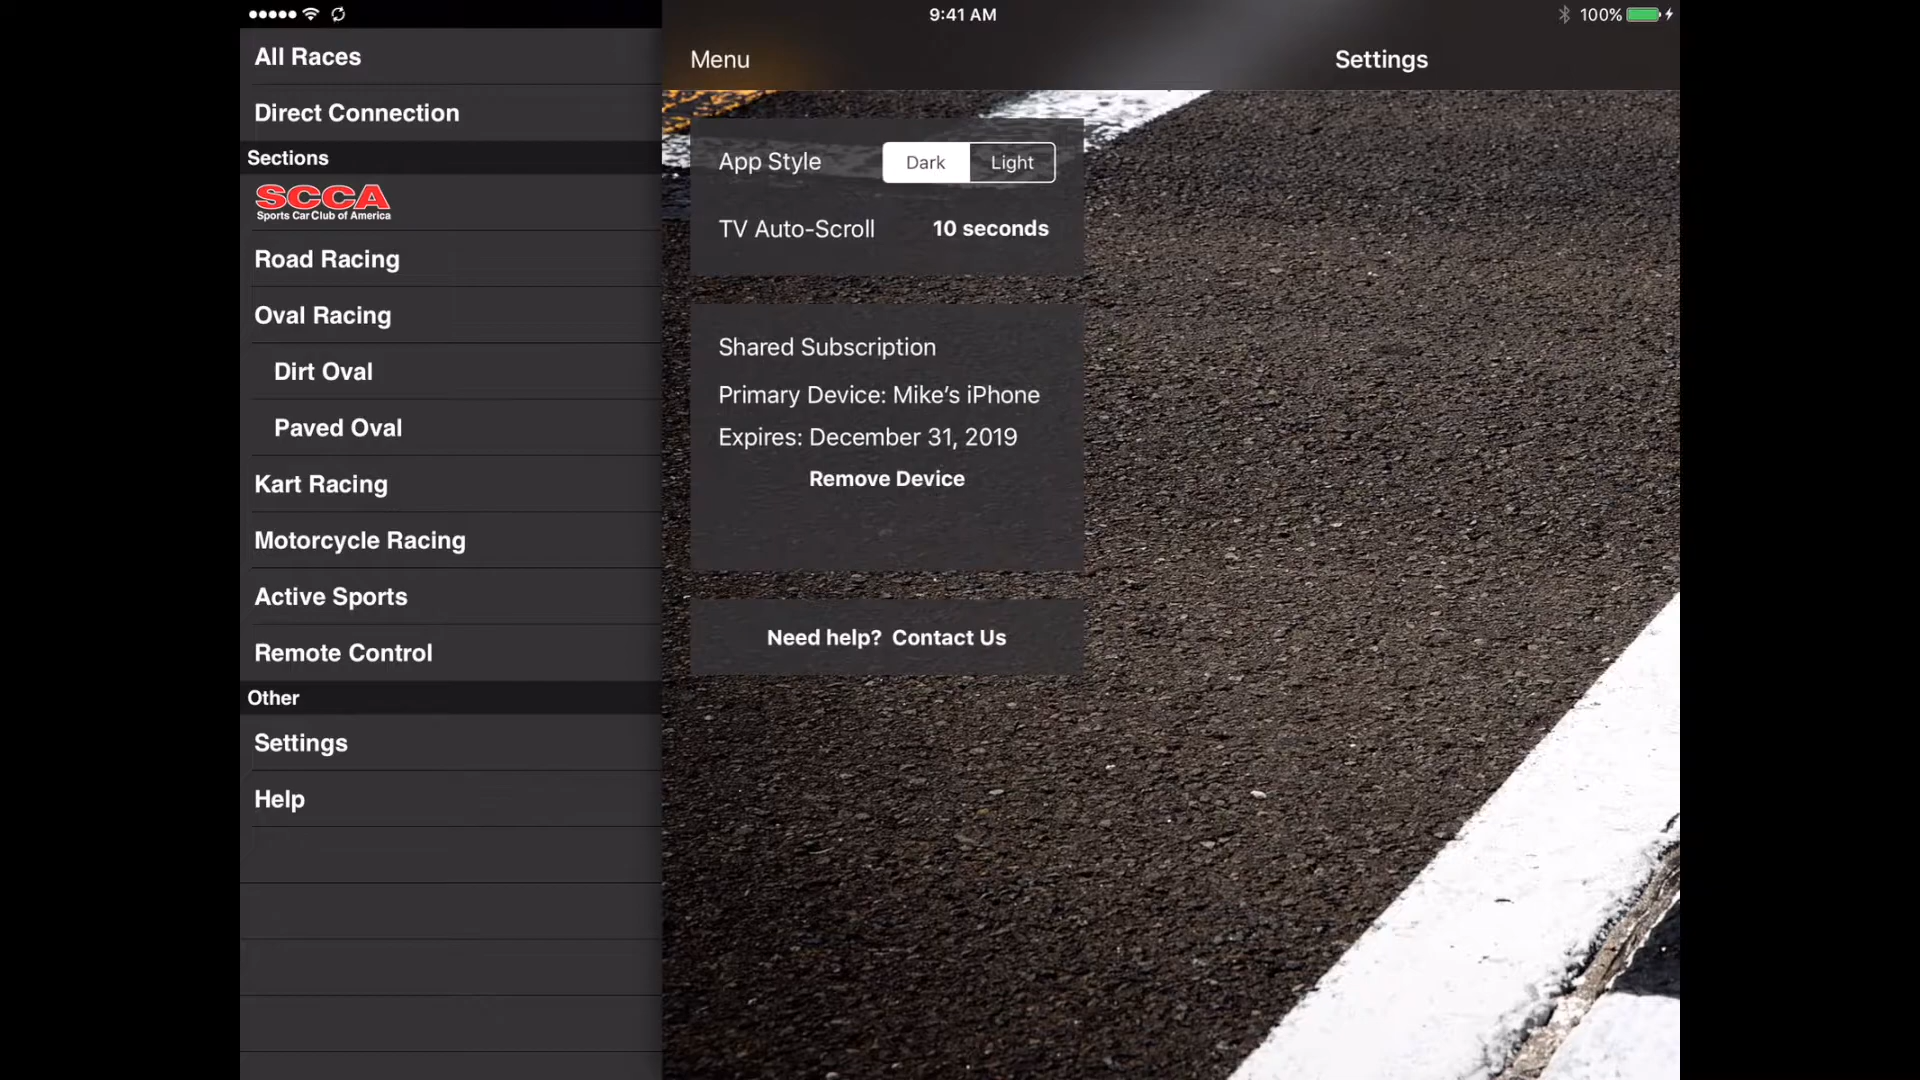 9:41 AM
100%
All Races
Direct Connection
Sections
SCCA
Sports Car Club of America
Road Racing
Oval Racing
Dirt Oval
Paved Oval
Kart Racing
Motorcycle Racing
Active Sports
Remote Control
Other
Settings
Help
Menu
Settings
App Style Dark Light
TV Auto-Scroll 10 seconds
Shared Subscription
Primary Device: Mike’s iPhone
Expires: December 31, 2019
Remove Device
Need help? Contact Us